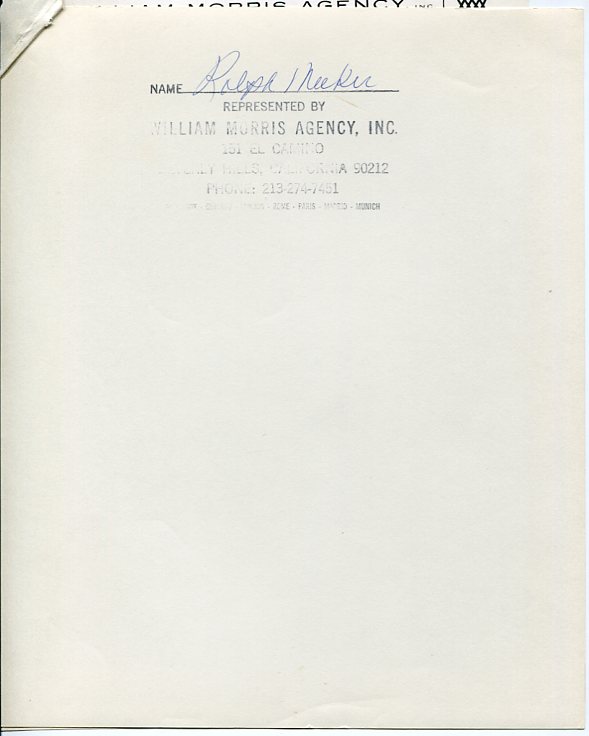 MORRIS AGENCY, INC.
NAME Ralph Meeker
REPRESENTED BY
WILLIAM MORRIS AGENCY, INC.
151 EL CAMINO
BEVERLY HILLS, CALIFORNIA 90212
PHONE: 213-274-7451
- ROME - PARIS - MADRID - MUNICH